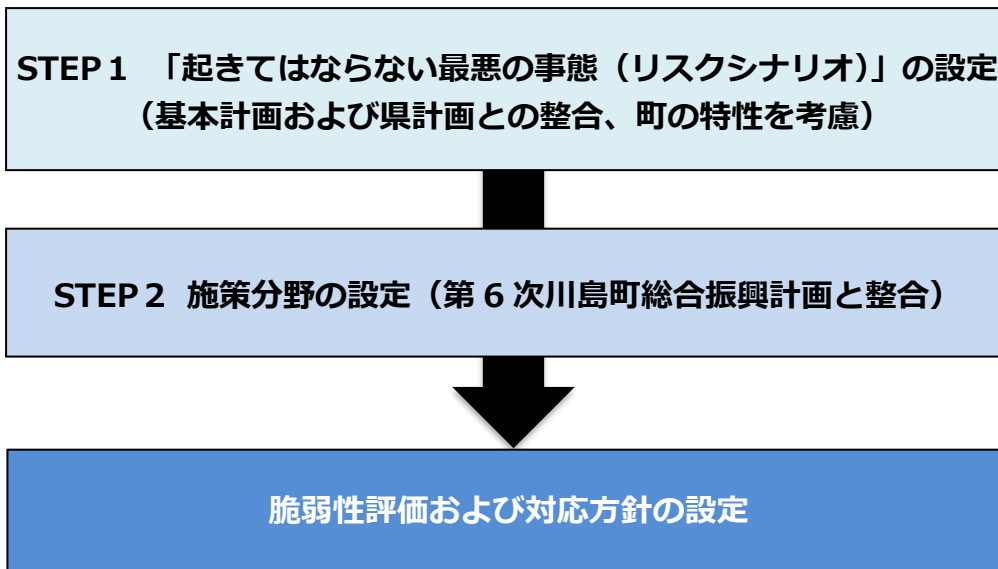 STEP1 「起きてはならない最悪の事態（リスクシナリオ）」の設定
（基本計画および県計画との整合、町の特性を考慮）
STEP2 施策分野の設定（第6次川島町総合振興計画と整合）
脆弱性評価および対応方針の設定